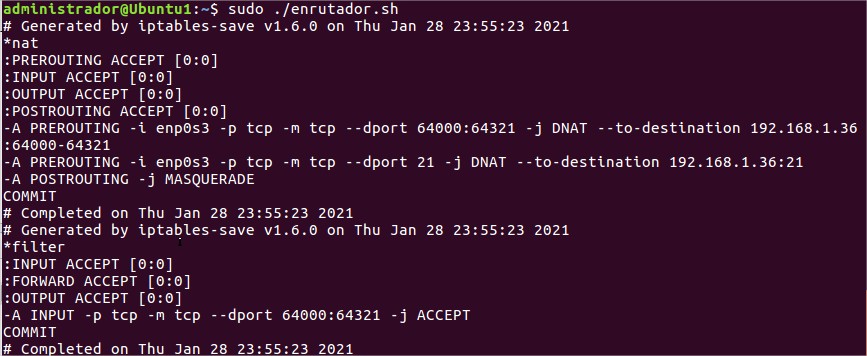 administrador@Ubuntu1:~$ sudo ./enrutador.sh
# Generated by iptables-save v1.6.0 on Thu Jan 28 23:55:23 2021
*nat
:PREROUTING ACCEPT [0:0]
:INPUT ACCEPT [0:0]
:OUTPUT ACCEPT [0:0]
:POSTROUTING ACCEPT [0:0]
-A PREROUTING -i enp0s3 -p tcp -m tcp --dport 64000:64321 -j DNAT --to-destination 192.168.1.36
:64000-64321
-A PREROUTING -i enp0s3 -p tcp -m tcp --dport 21 -j DNAT --to-destination 192.168.1.36:21
-A POSTROUTING -j MASQUERADE
COMMIT
# Completed on Thu Jan 28 23:55:23 2021
# Generated by iptables-save v1.6.0 on Thu Jan 28 23:55:23 2021
*filter
:INPUT ACCEPT [0:0]
:FORWARD ACCEPT [0:0]
:OUTPUT ACCEPT [0:0]
-A INPUT -p tcp -m tcp --dport 64000:64321 -j ACCEPT
COMMIT
# Completed on Thu Jan 28 23:55:23 2021